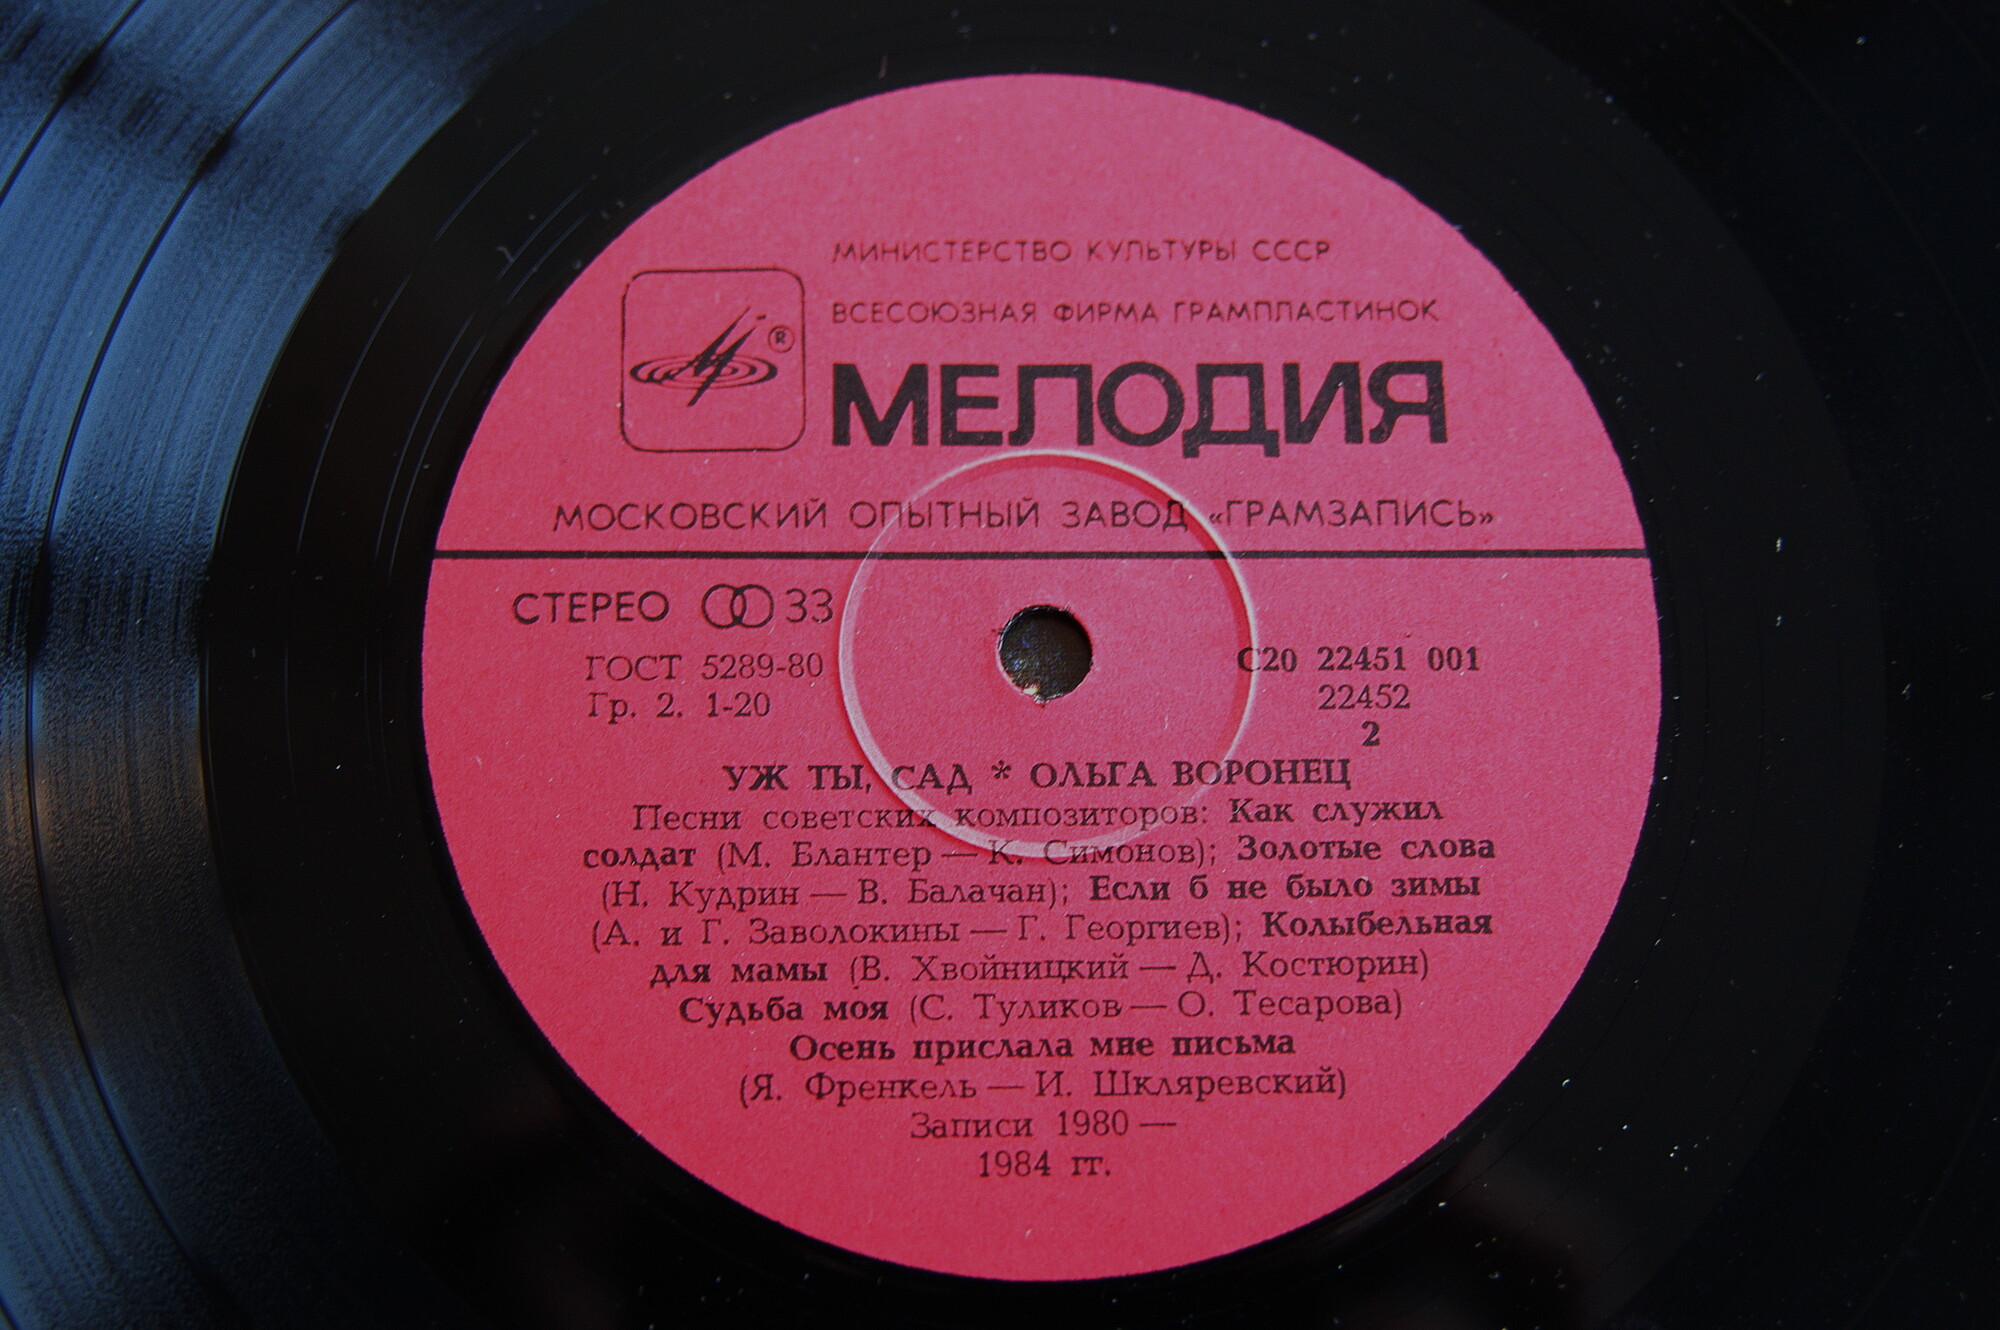 МИНИСТЕРСТВО КУЛЬТУРЫ СССР
ВСЕСОЮЗНАЯ ФИРМА ГРАМПЛАСТИНОК
®
МЕЛОДИЯ
МОСКОВСКИЙ ОПЫТНЫЙ ЗАВОД «ГРАМЗАПИСЬ»
СТЕРЕО 33
ГОСТ 5289-80
Гр. 2. 1-20
С20 22451 001
22452
2
УЖ ТЫ, САД * ОЛЬГА ВОРОНЕЦ
Песни советских композиторов: Как служил
солдат (М. Блантер — К. Симонов); Золотые слова
(Н. Кудрин — В. Балачан); Если б не было зимы
(А. и Г. Заволокины — Г. Георгиев); Колыбельная
для мамы (В. Хвойницкий — Д. Костюрин)
Судьба моя (С. Туликов — О. Тесарова)
Осень прислала мне письма
(Я. Френкель — И. Шкляревский)
Записи 1980 —
1984 гг.